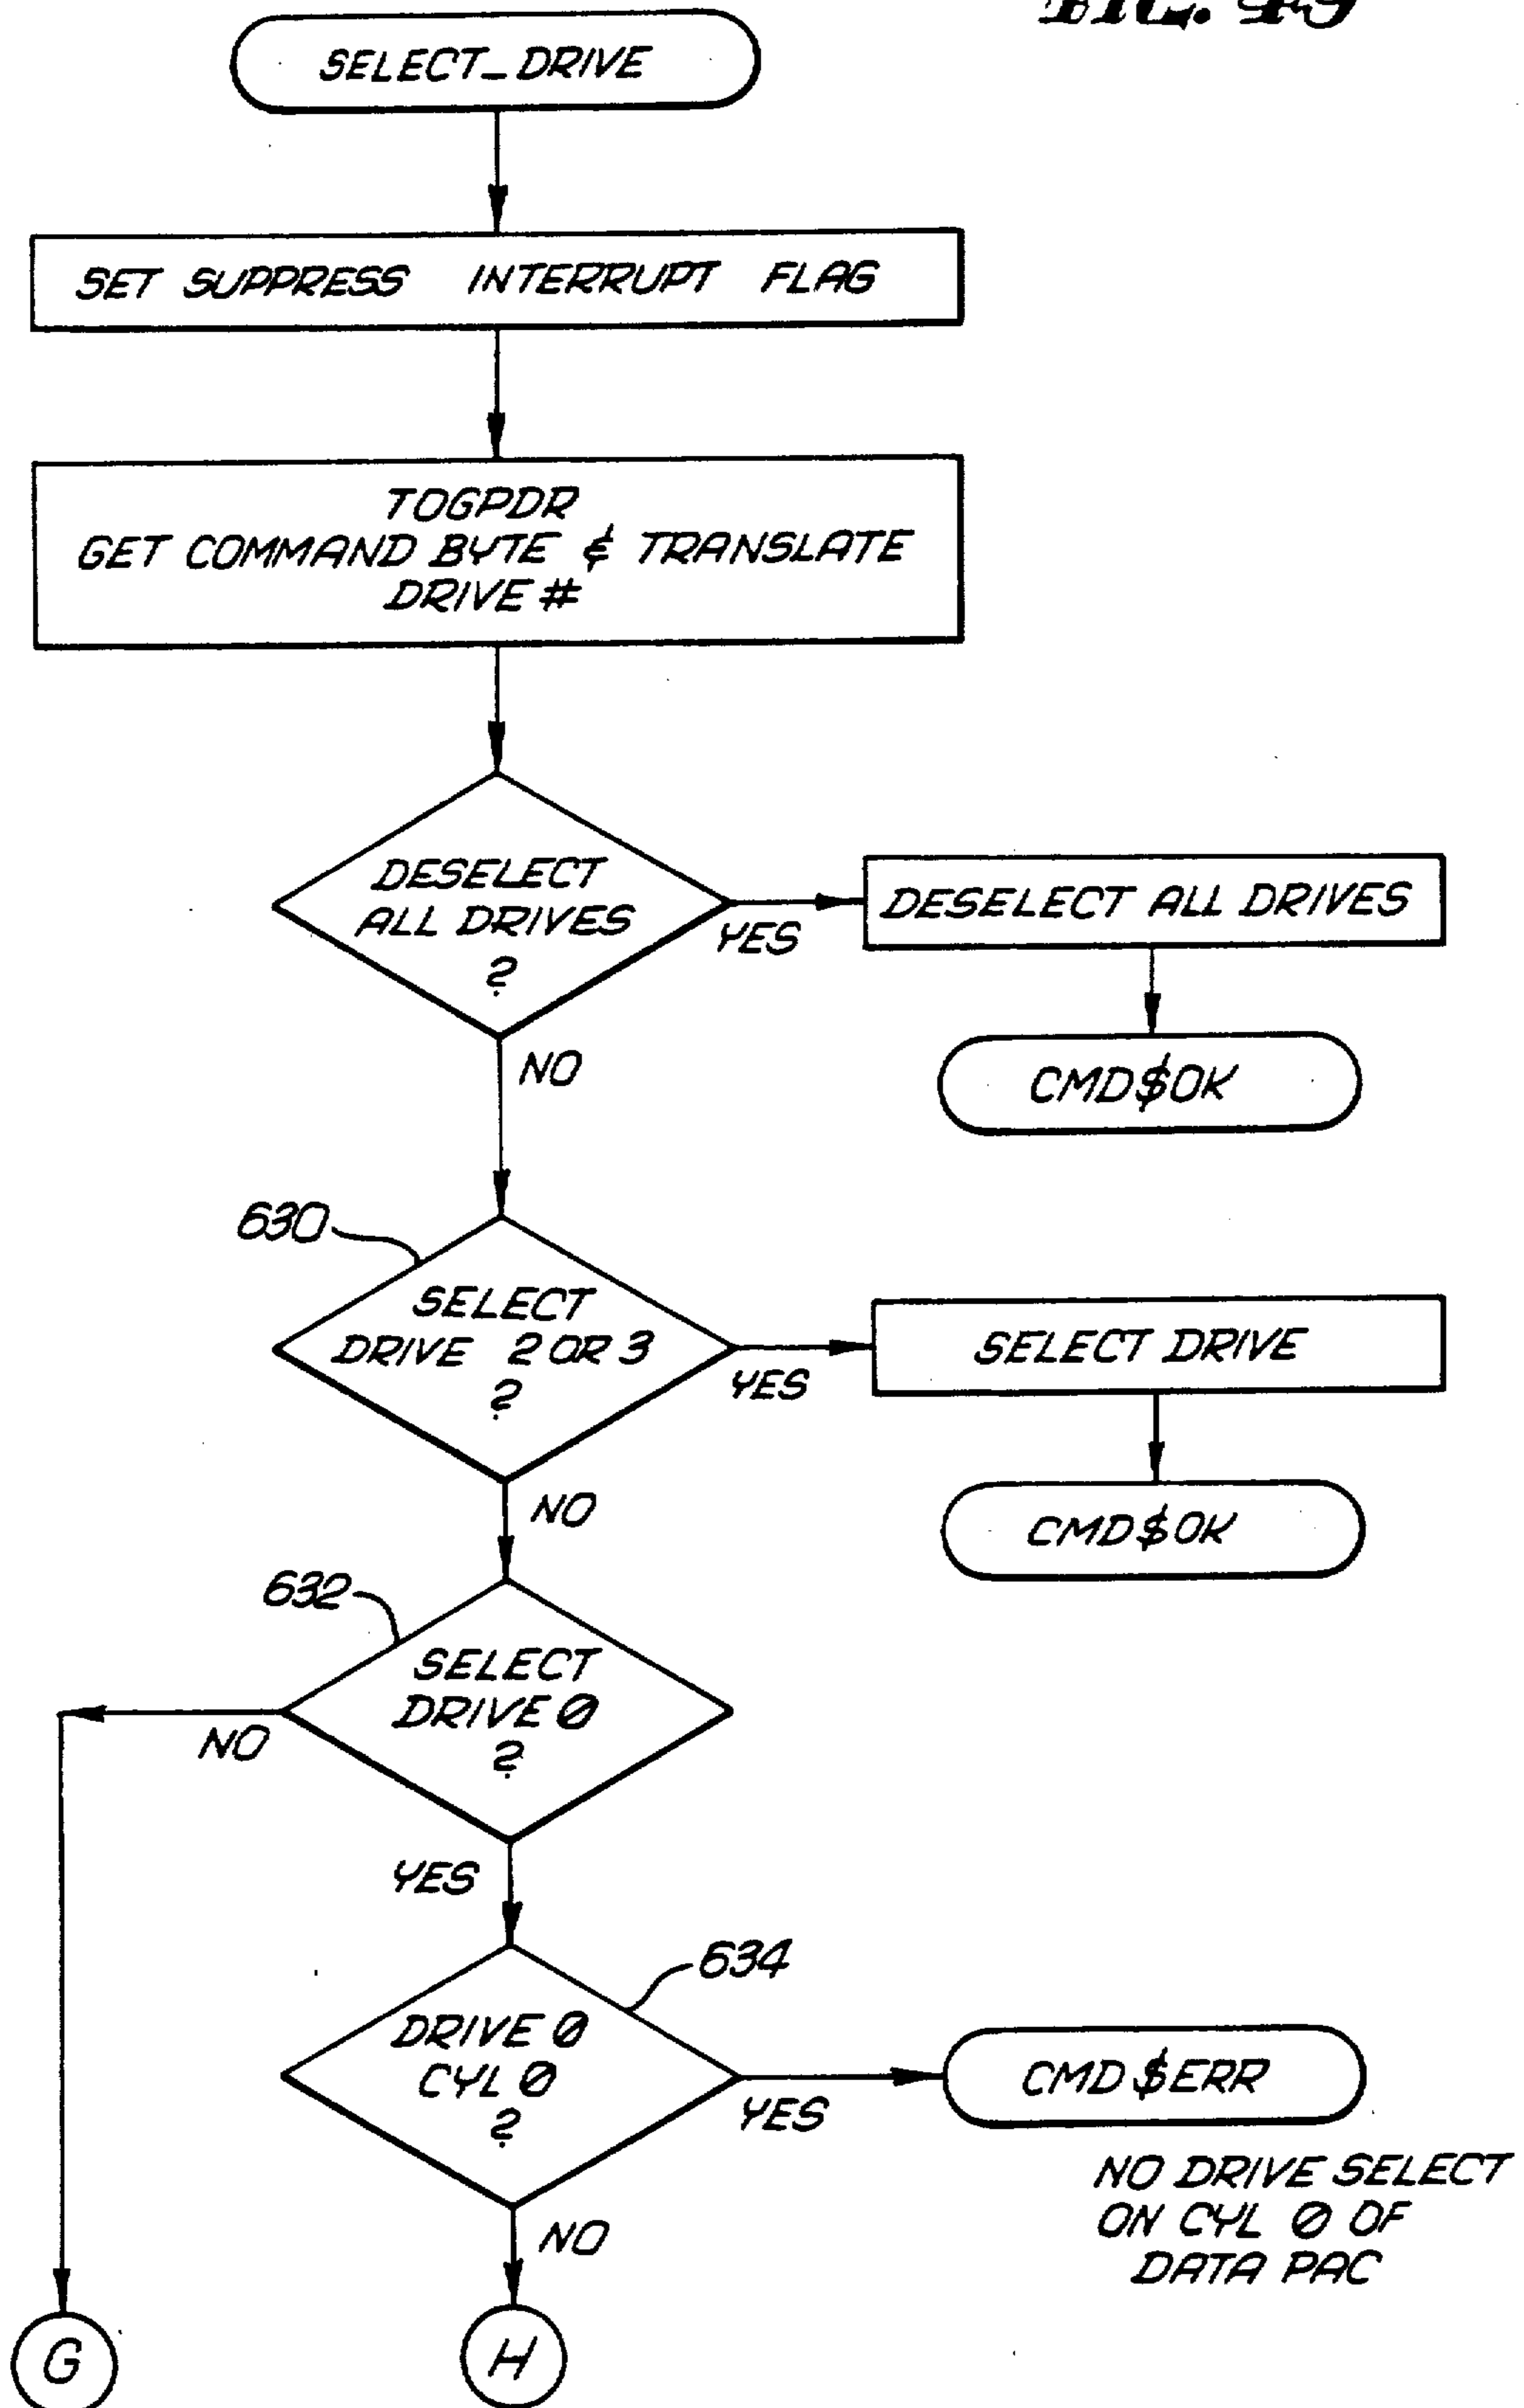 SELECT_DRIVE
SET SUPPRESS INTERRUPT FLAG
TOGPDR
GET COMMAND BYTE & TRANSLATE
DRIVE #
DESELECT
ALL DRIVES
?
YES
DESELECT ALL DRIVES
CMD$OK
NO
630
SELECT
DRIVE 2 OR 3
?
YES
SELECT DRIVE
CMD$OK
NO
632
SELECT
DRIVE 0
?
NO
YES
634
DRIVE 0
CYL 0
?
YES
CMD $ERR
NO DRIVE SELECT
ON CYL 0 OF
DATA PAC
NO
G
H